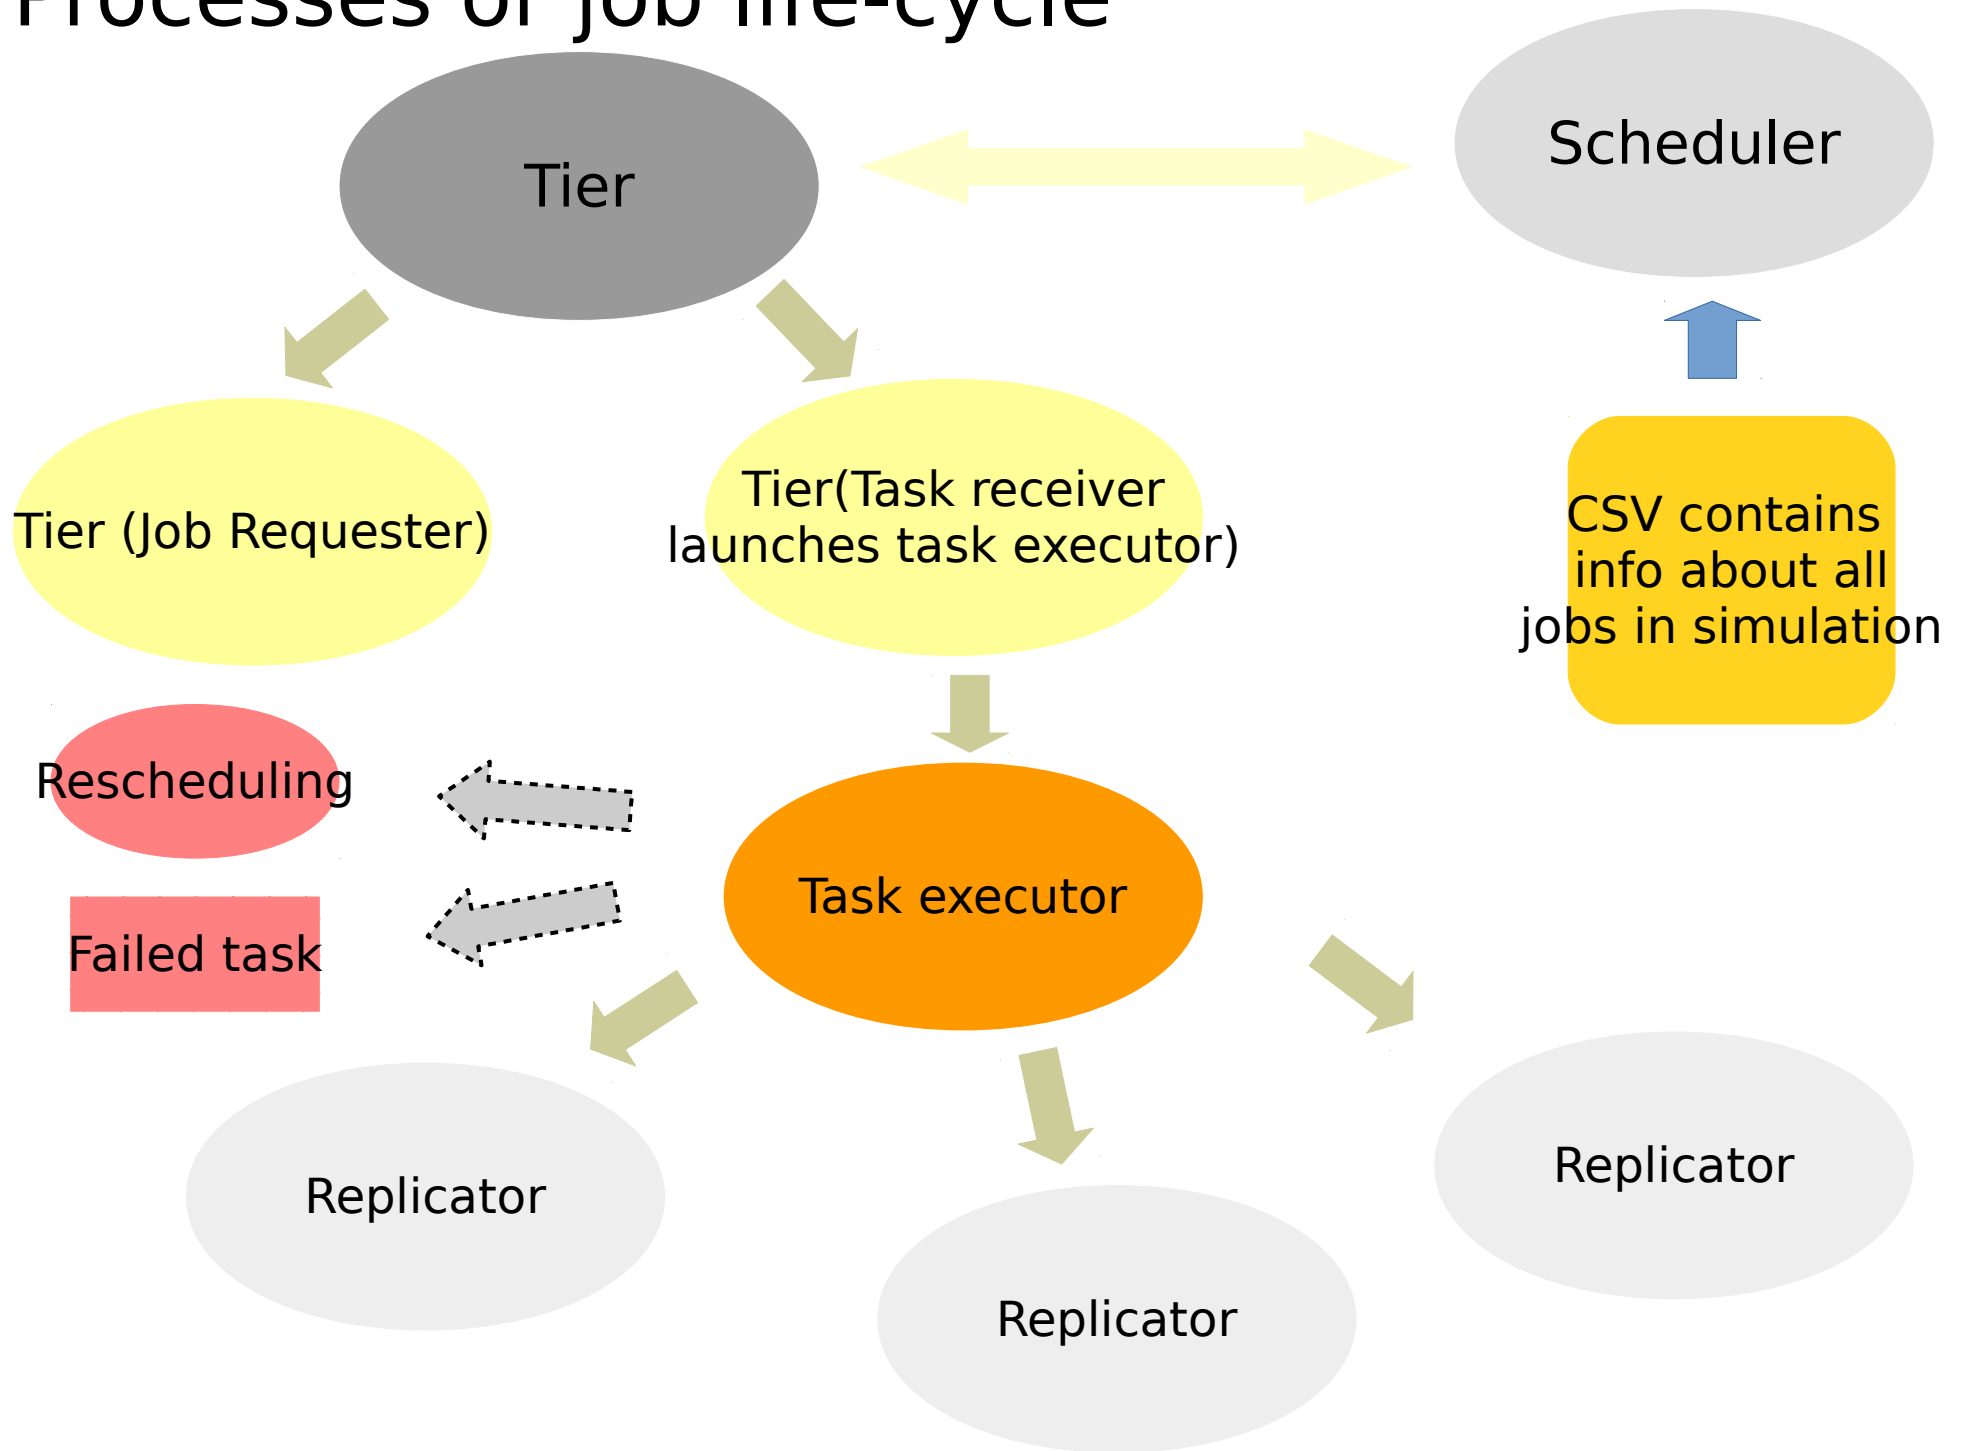 Processes of job life-cycle
Tier
Scheduler
Tier (Job Requester)
Tier(Task receiver
launches task executor)
CSV contains
info about all
jobs in simulation
Rescheduling
Failed task
Task executor
Replicator
Replicator
Replicator